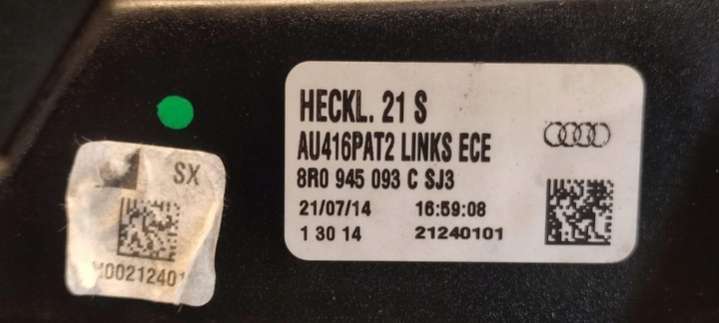 HECKL. 21 S
AU416PAT2 LINKS ECE
8R0 945 093 C SJ3
21/07/14 16:59:08
1 30 14 21240101
SX